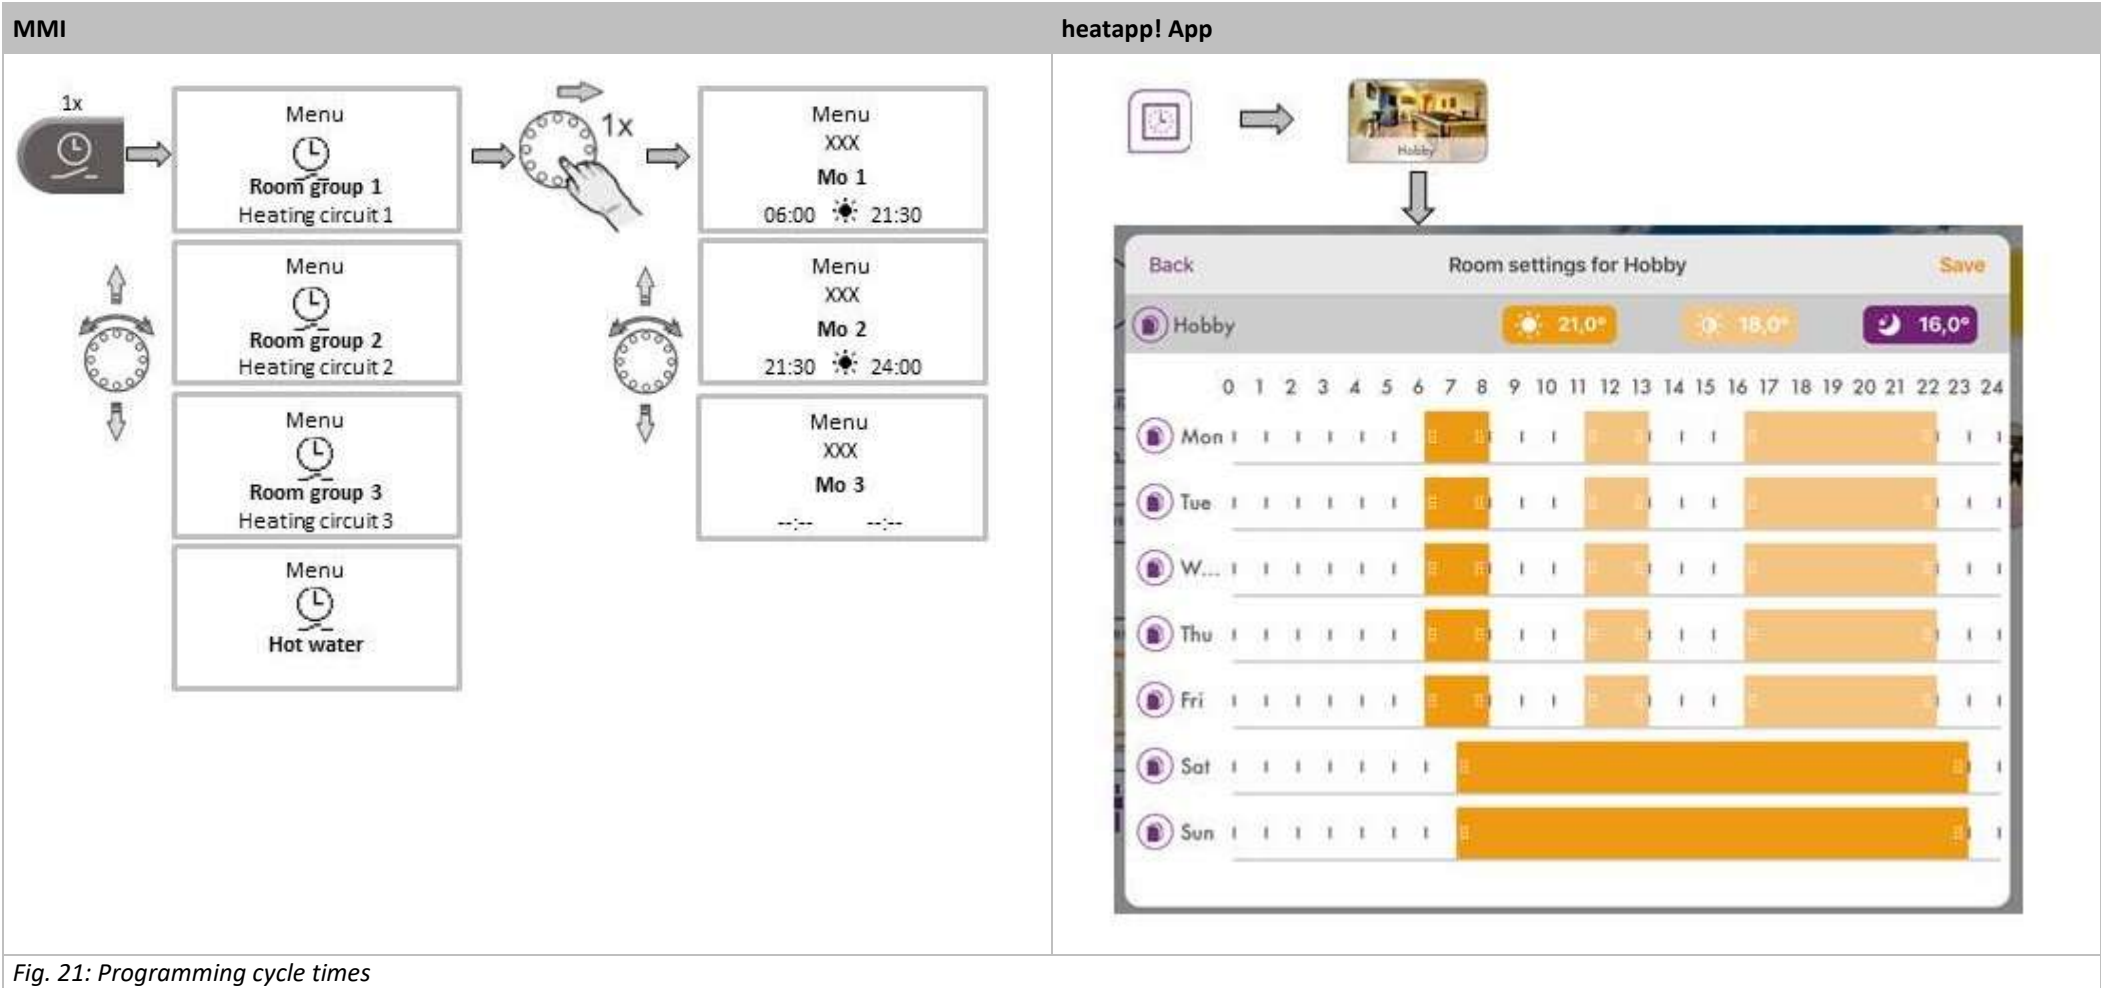 MMI
heatapp! App
1x
Menu
Room group 1
Heating circuit 1
1x
Menu
XXX
Mo 1
06:00 21:30
Menu
Room group 2
Heating circuit 2
Menu
XXX
Mo 2
21:30 24:00
Menu
Room group 3
Heating circuit 3
Menu
XXX
Mo 3
--:-- --:--
Menu
Hot water
Hobby
Back
Room settings for Hobby
Save
Hobby
21,0°
18,0°
16,0°
0 1 2 3 4 5 6 7 8 9 10 11 12 13 14 15 16 17 18 19 20 21 22 23 24
Mon
Tue
W...
Thu
Fri
Sat
Sun
Fig. 21: Programming cycle times